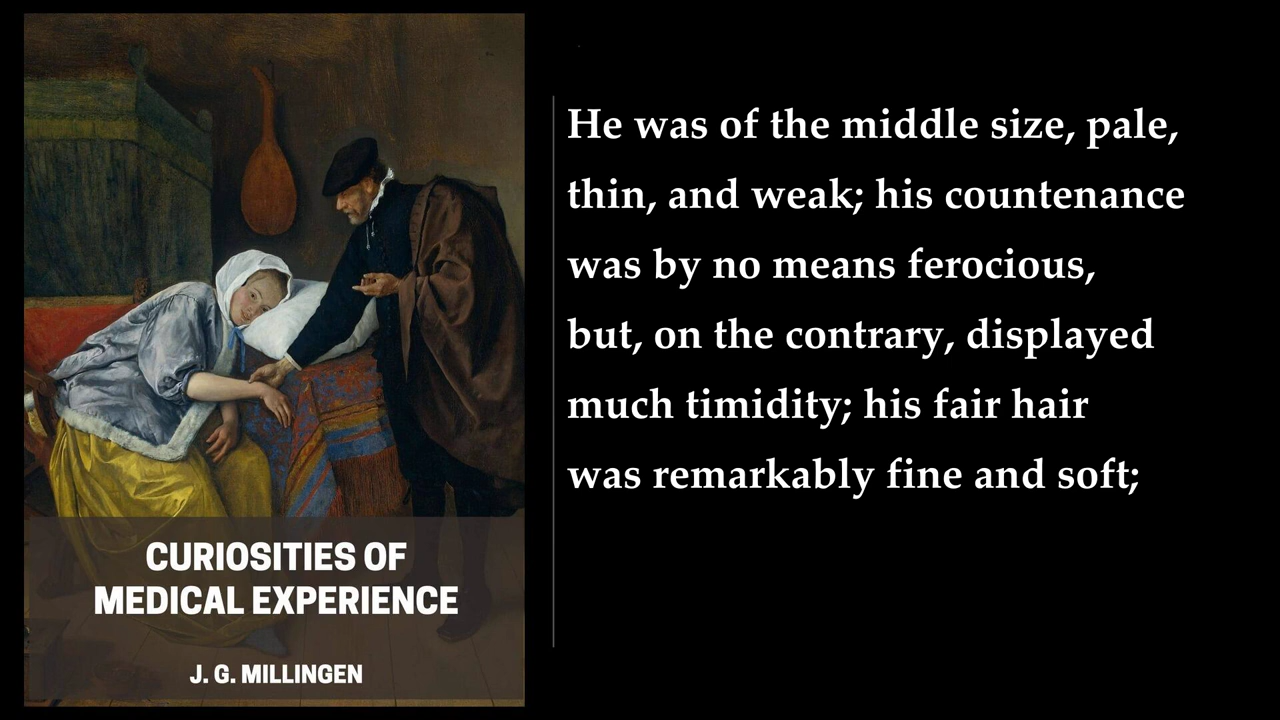 He was of the middle size, pale,
thin, and weak; his countenance
was by no means ferocious,
but, on the contrary, displayed
much timidity; his fair hair
was remarkably fine and soft;
CURIOSITIES OF
MEDICAL EXPERIENCE
J. G. MILLINGEN